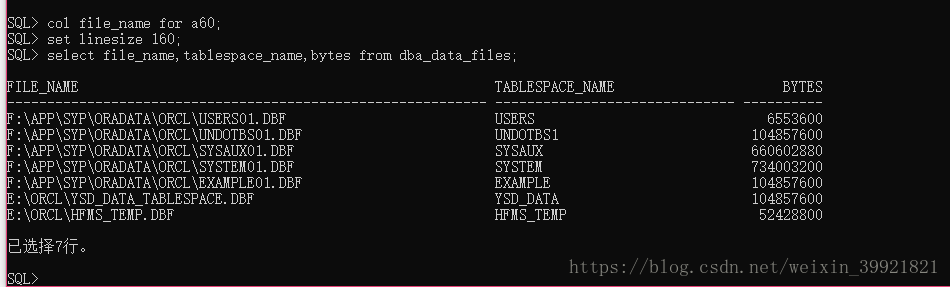 SQL> col file_name for a60;
SQL> set linesize 160;
SQL> select file_name,tablespace_name,bytes from dba_data_files;
FILE_NAME TABLESPACE_NAME BYTES
------------------------------------------------------------ ------------------------------ ----------
F:\APP\SYP\ORADATA\ORCL\USERS01.DBF USERS 6553600
F:\APP\SYP\ORADATA\ORCL\UNDOTBS01.DBF UNDOTBS1 104857600
F:\APP\SYP\ORADATA\ORCL\SYSAUX01.DBF SYSAUX 660602880
F:\APP\SYP\ORADATA\ORCL\SYSTEM01.DBF SYSTEM 734003200
F:\APP\SYP\ORADATA\ORCL\EXAMPLE01.DBF EXAMPLE 104857600
E:\ORCL\YSD_DATA_TABLESPACE.DBF YSD_DATA 104857600
E:\ORCL\HFMS_TEMP.DBF HFMS_TEMP 52428800
已选择7行。
SQL>
https://blog.csdn.net/weixin_39921821